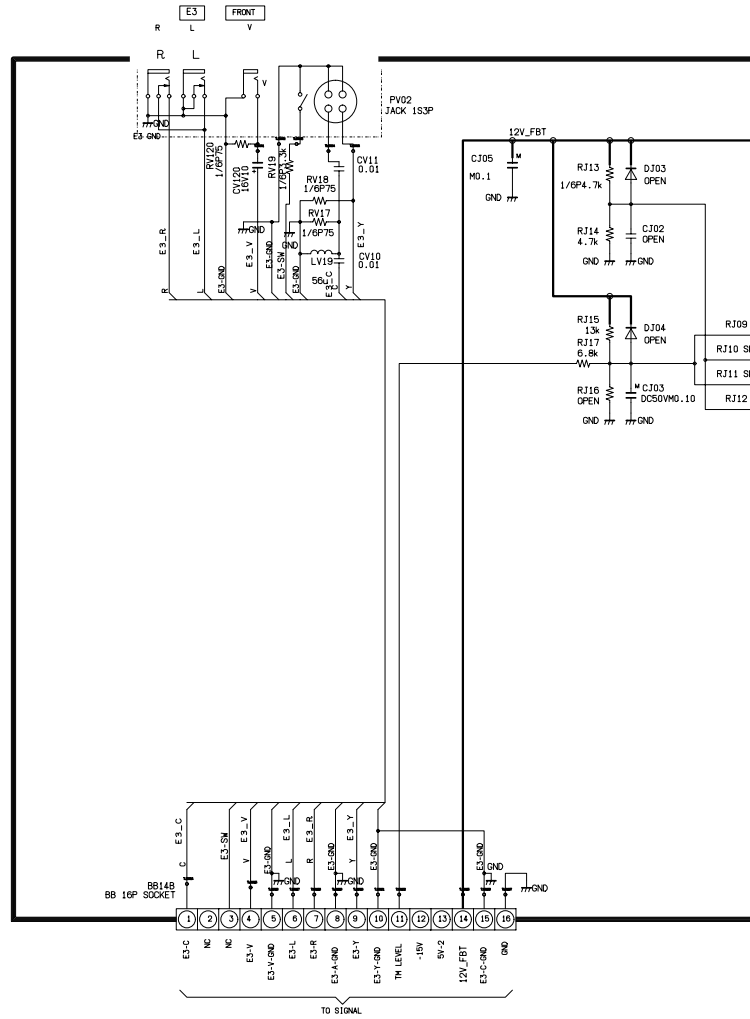 E3 FRONT
R L V
R L
V
PV02
JACK 1S3P
GND
E3 GND
RV120
1/6P75
CV120
16V10
RV19
1/6P3.3k
CV11
0.01
RV18
1/6P75
RV17
1/6P75
GND
GND
LV19
56u
CV10
0.01
E3_R
E3_L
E3-GND
E3_V
E3-GND
E3-SW
E3-GND
E3_C
E3_Y
R
L
V
C
Y
12V_FBT
CJ05
M0.1
M
GND
RJ13
1/6P4.7k
DJ03
OPEN
RJ14
4.7k
CJ02
OPEN
GND
GND
RJ15
13k
RJ17
6.8k
DJ04
OPEN
RJ16
OPEN
M
CJ03
DC50VM0.10
GND
GND
RJ09
RJ10
RJ11
RJ12
E3_C
E3-SW
E3_V
E3-GND
E3_L
E3_R
E3-GND
E3_Y
E3-GND
E3-GND
C
V
L
R
Y
GND
GND
GND
GND
BB14B
BB 16P SOCKET
1 2 3 4 5 6 7 8 9 10 11 12 13 14 15 16
E3-C
NC
NC
E3-V
E3-V-GND
E3-L
E3-R
E3-A-GND
E3-Y
E3-Y-GND
TM LEVEL
-15V
5V-2
12V_FBT
E3-C-GND
GND
TO SIGNAL